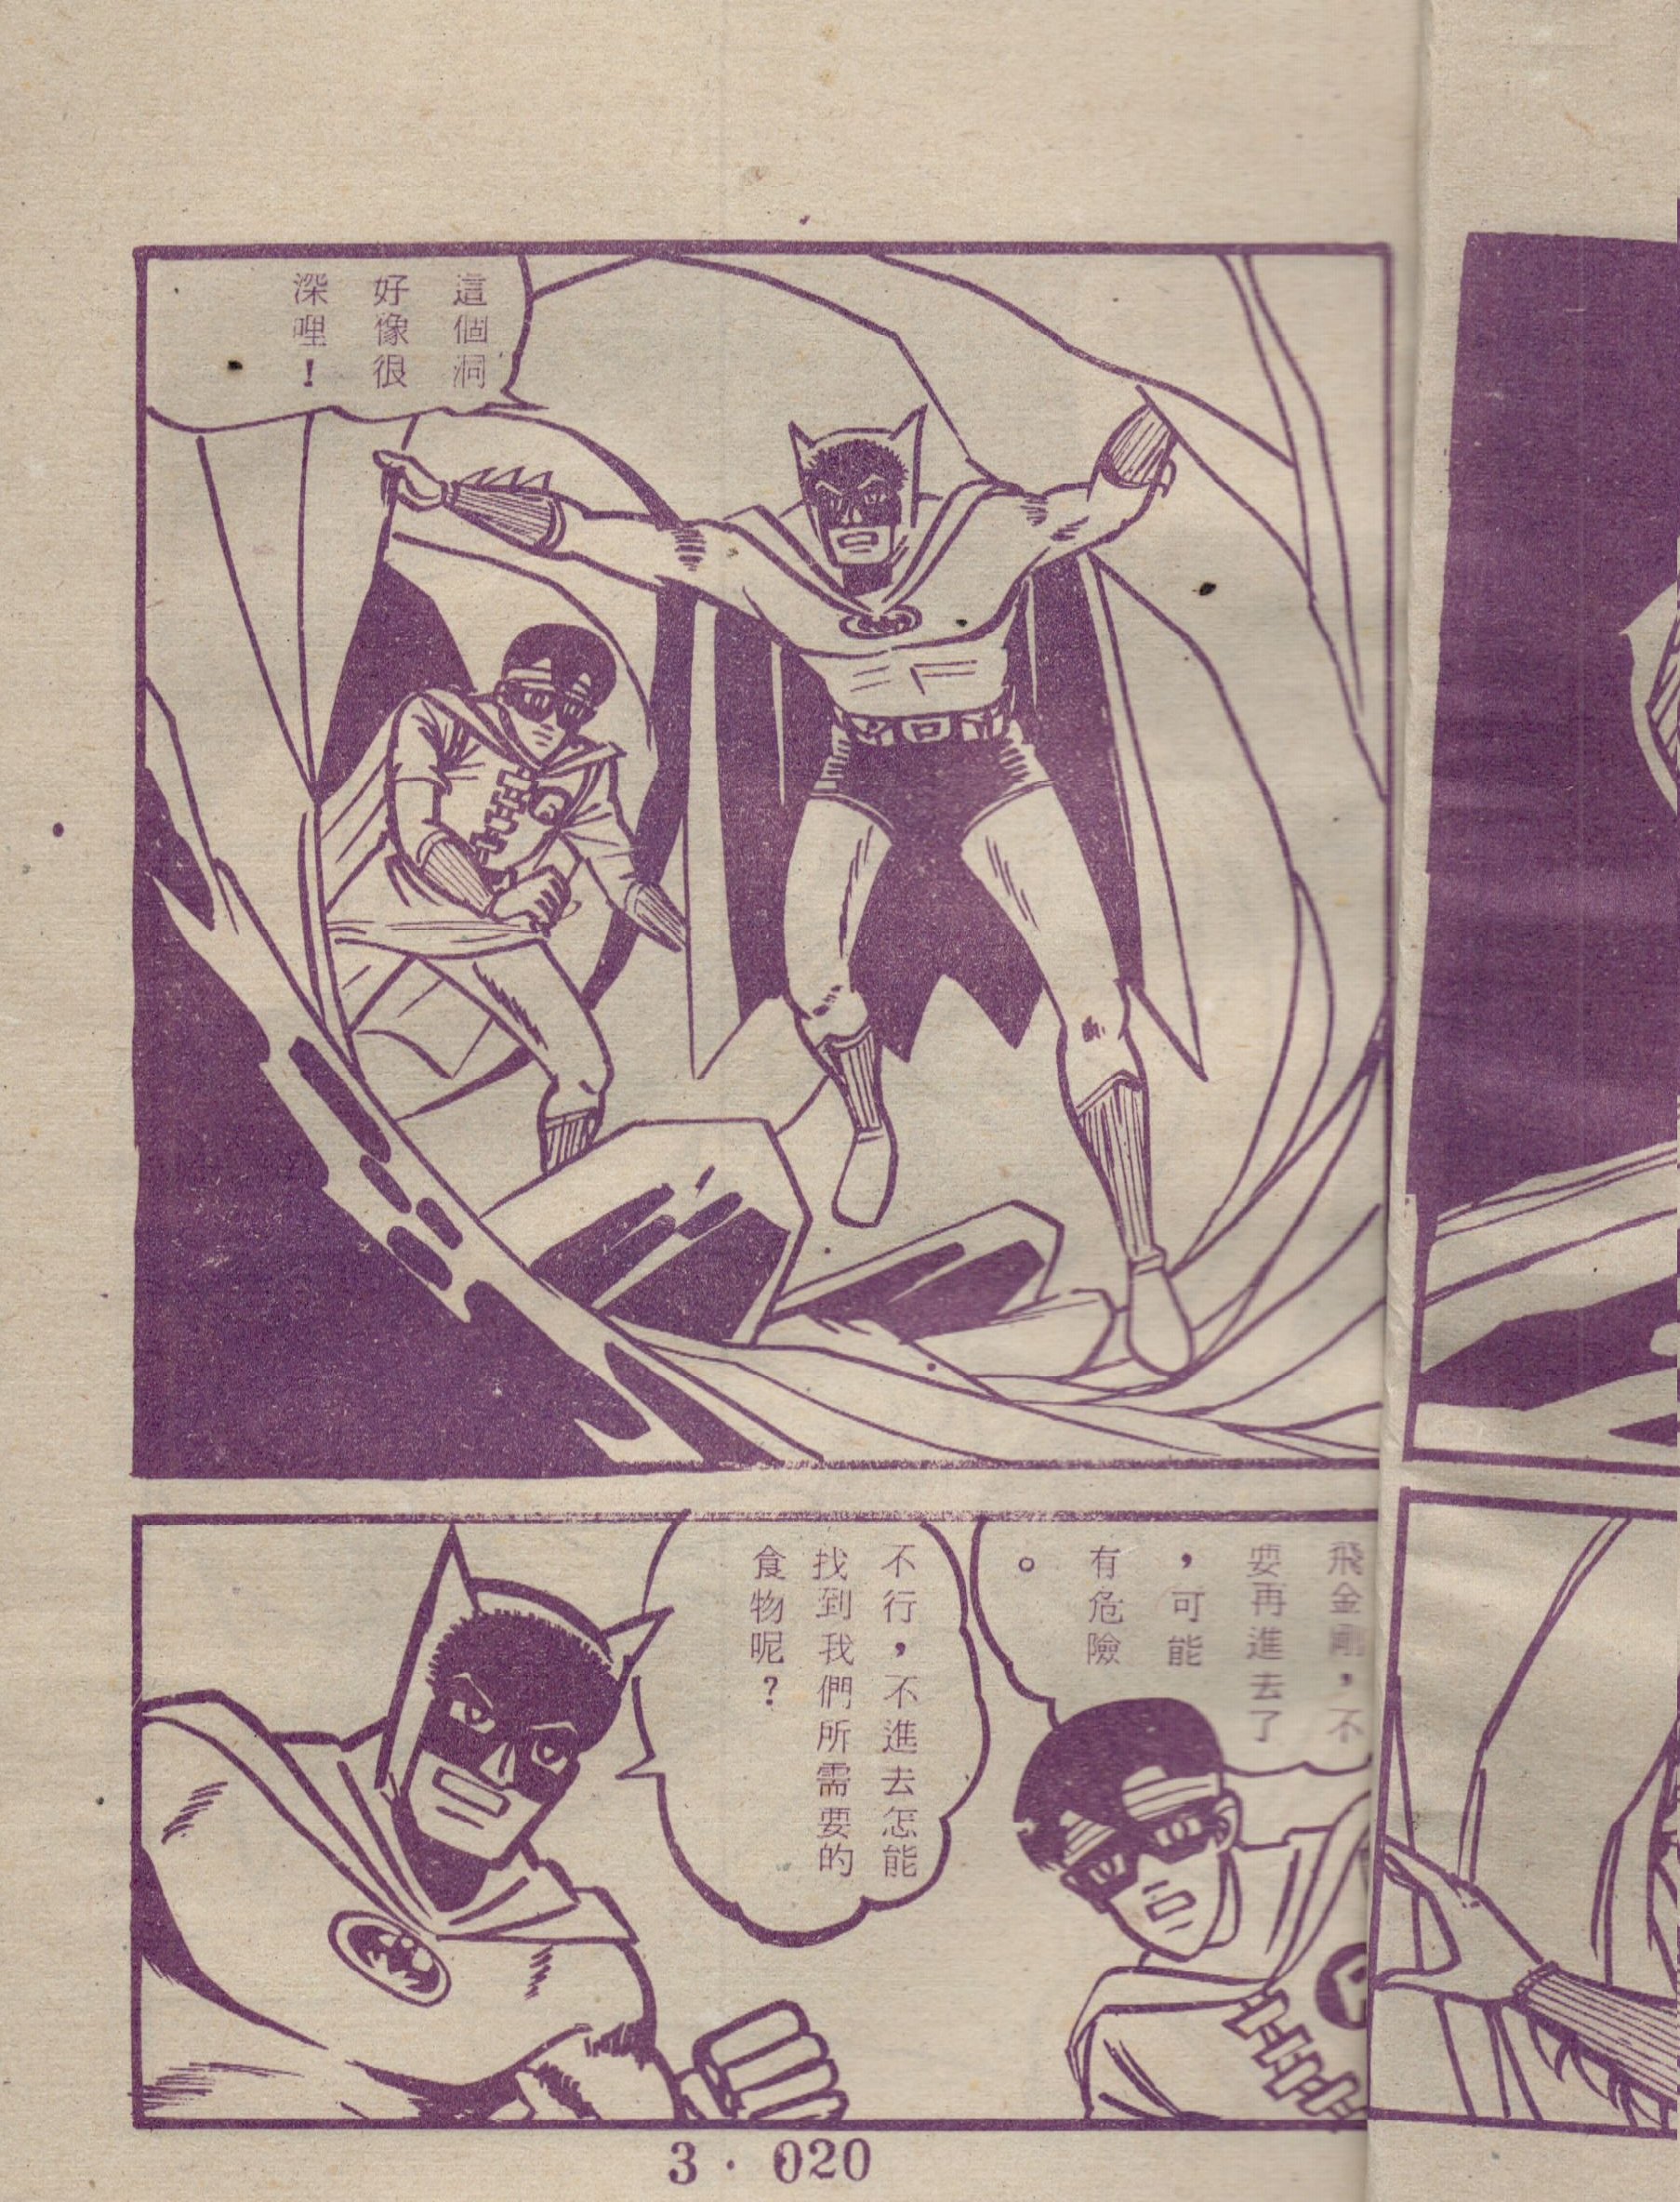 這個洞
好像很
深哩！
飛金剛，不
要再進去了
，可能
有危險
。
不行，不進去怎能
找到我們所需要的
食物呢？
3・020